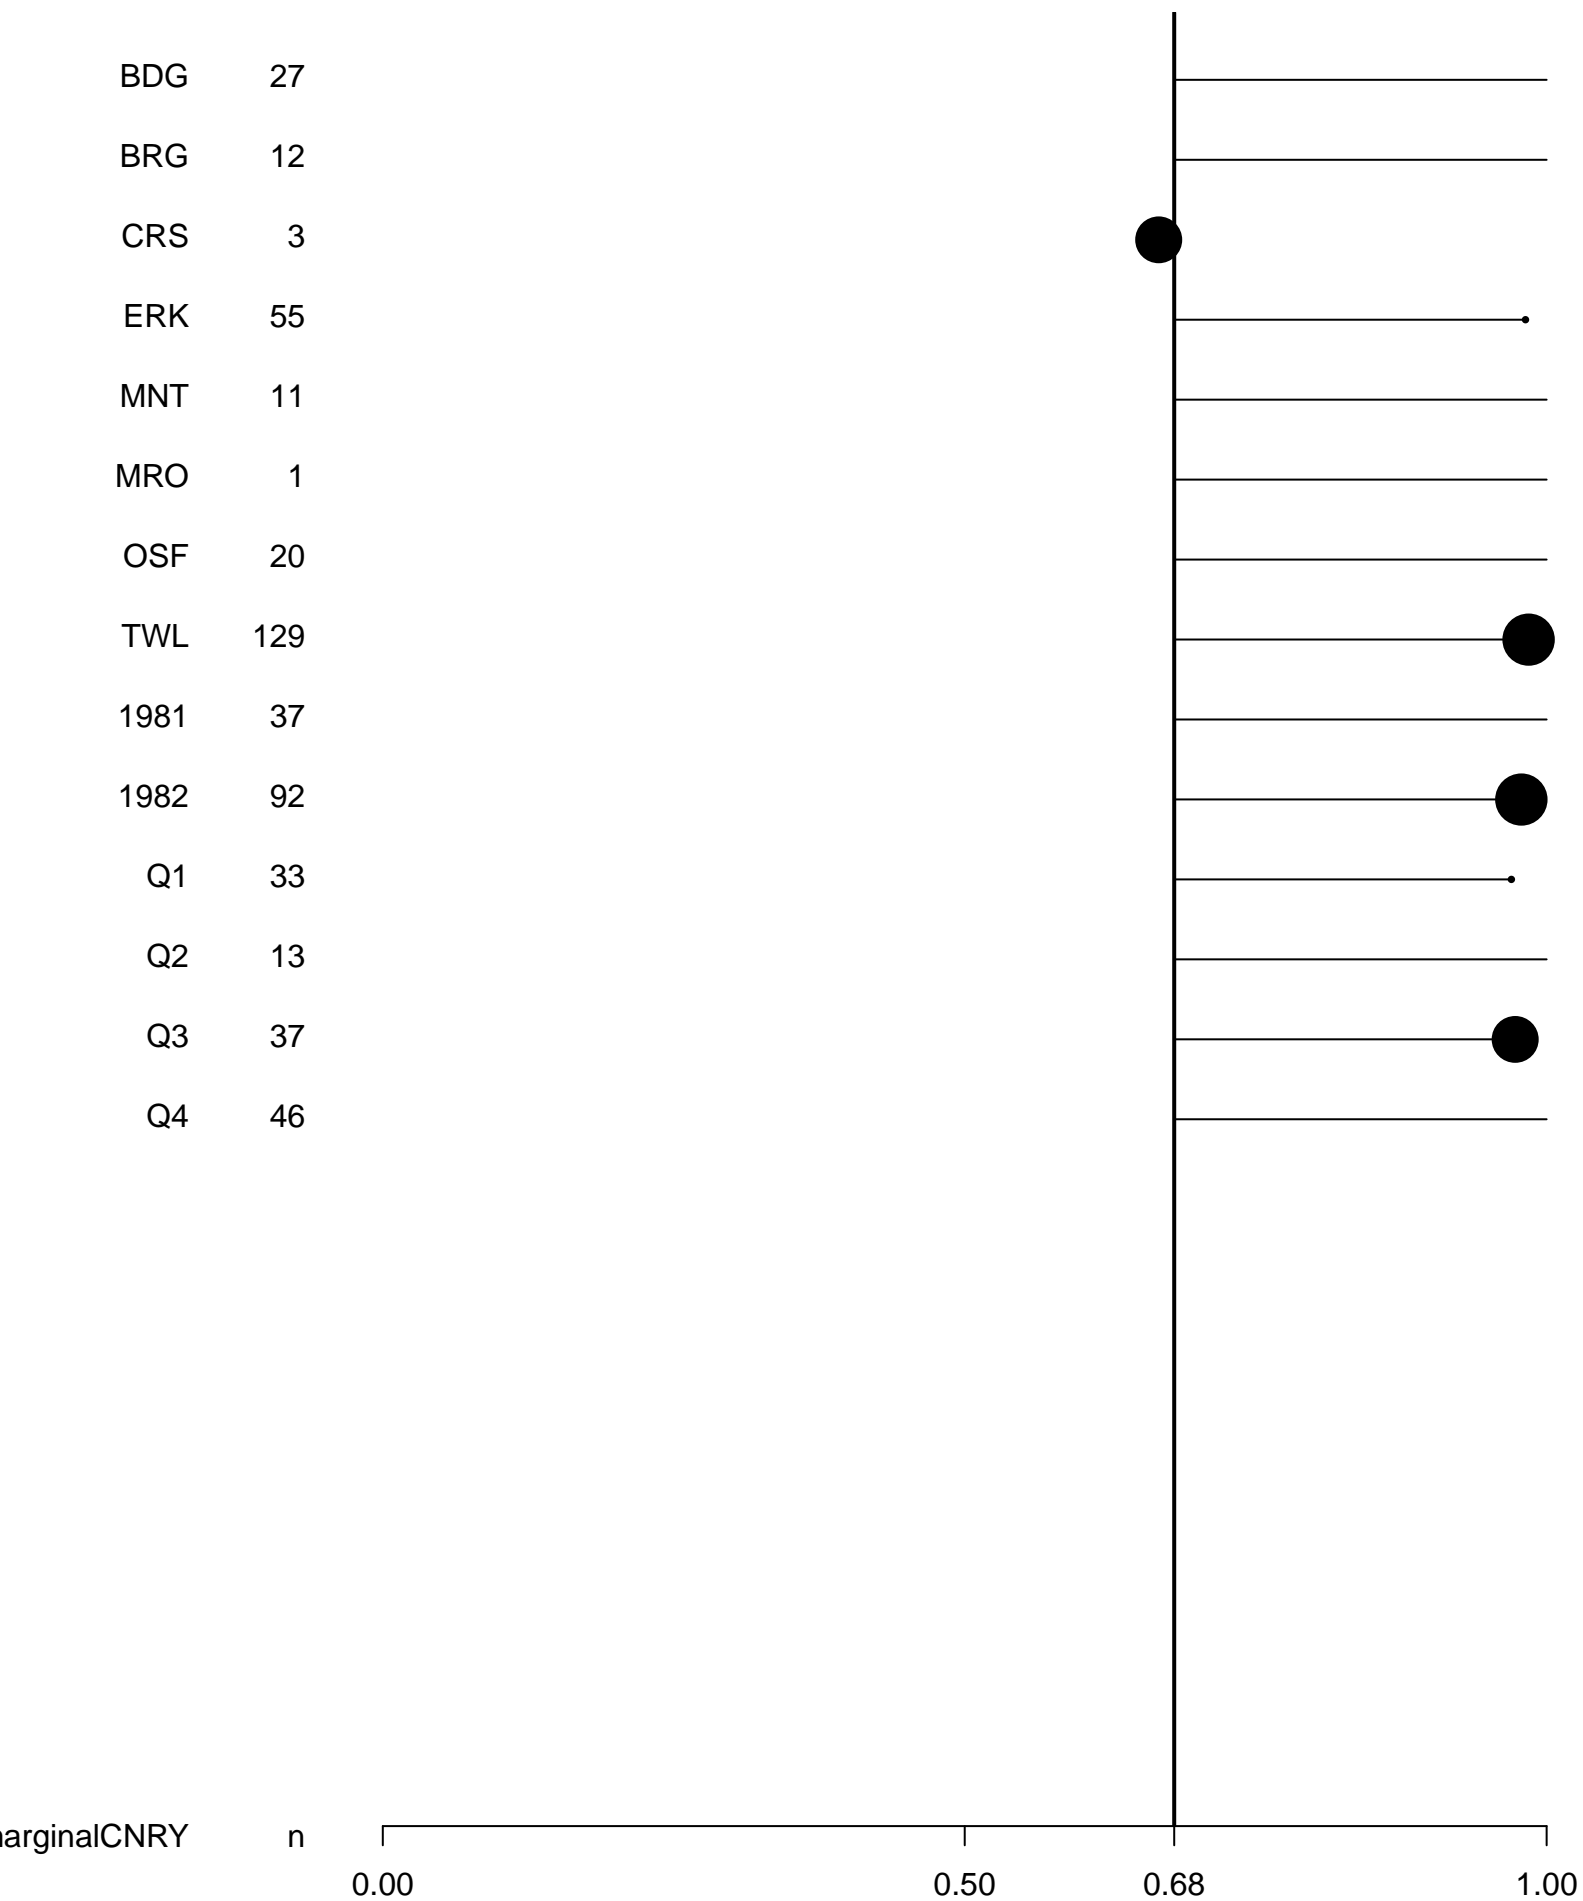 BDG 27
BRG 12
CRS 3
ERK 55
MNT 11
MRO 1
OSF 20
TWL 129
1981 37
1982 92
Q1 33
Q2 13
Q3 37
Q4 46
arginalCNRY n
0.00 0.50 0.68 1.00